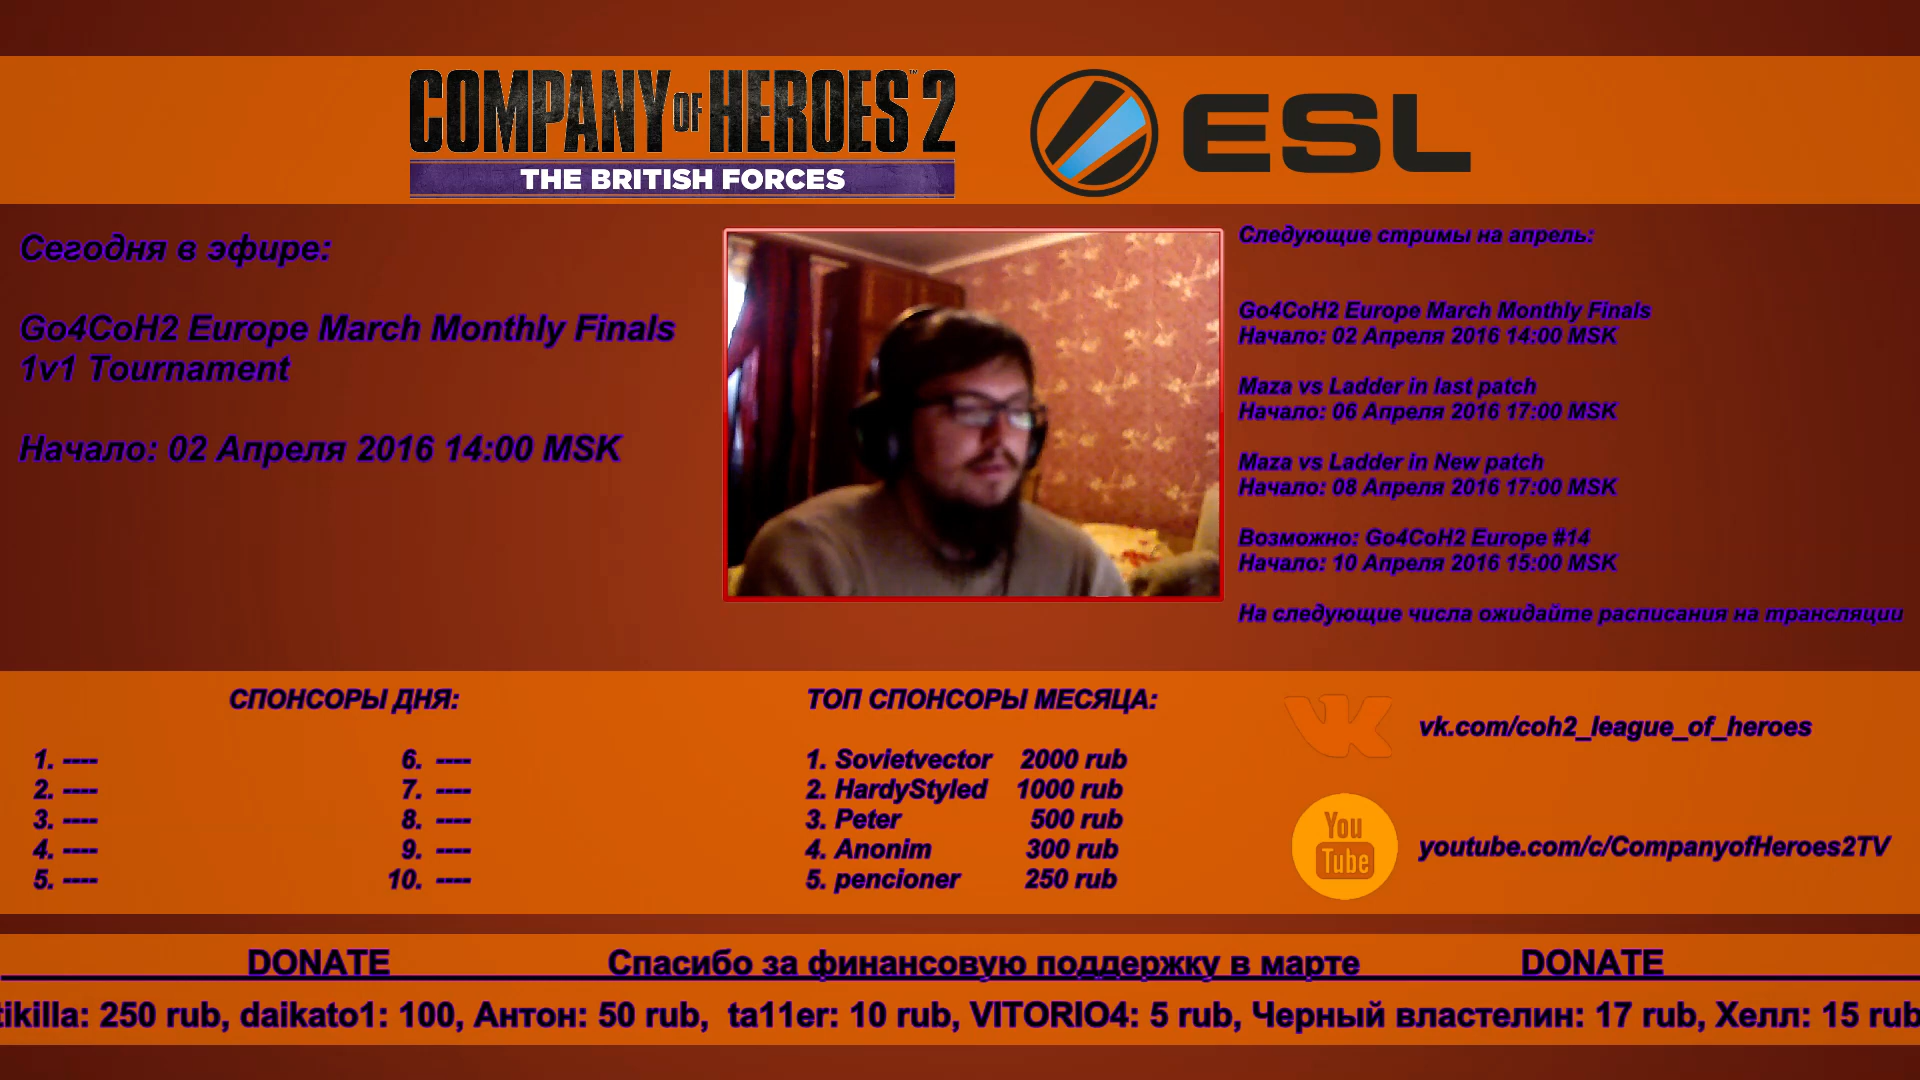 COMPANY OF HEROES 2™
THE BRITISH FORCES
ESL
Сегодня в эфире:
Go4CoH2 Europe March Monthly Finals
1v1 Tournament
Начало: 02 Апреля 2016 14:00 MSK
Следующие стримы на апрель:
Go4CoH2 Europe March Monthly Finals
Начало: 02 Апреля 2016 14:00 MSK
Maza vs Ladder in last patch
Начало: 06 Апреля 2016 17:00 MSK
Maza vs Ladder in New patch
Начало: 08 Апреля 2016 17:00 MSK
Возможно: Go4CoH2 Europe #14
Начало: 10 Апреля 2016 15:00 MSK
На следующие числа ожидайте расписания на трансляции
СПОНСОРЫ ДНЯ:
1. ----
2. ----
3. ----
4. ----
5. ----
6. ----
7. ----
8. ----
9. ----
10. ----
ТОП СПОНСОРЫ МЕСЯЦА:
1. Sovietvector 2000 rub
2. HardyStyled 1000 rub
3. Peter 500 rub
4. Anonim 300 rub
5. pencioner 250 rub
vk.com/coh2_league_of_heroes
You
Tube
youtube.com/c/CompanyofHeroes2TV
DONATE Спасибо за финансовую поддержку в марте DONATE
tikilla: 250 rub, daikato1: 100, Антон: 50 rub, ta11er: 10 rub, VITORIO4: 5 rub, Черный властелин: 17 rub, Хелл: 15 rub